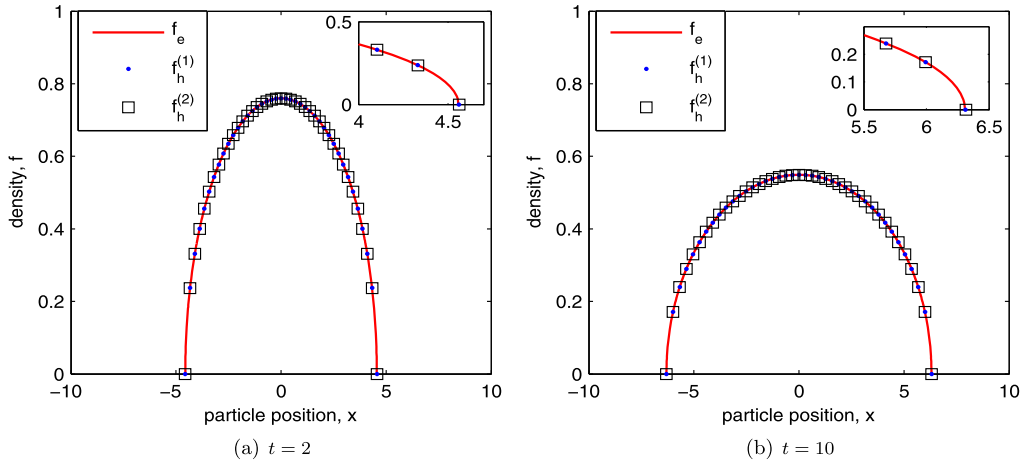 1
0.8
0.6
0.4
0.2
0
−10
−5
0
5
10
density, f
particle position, x
f_e
f_h^(1)
f_h^(2)
0.5
0
4
4.5
(a) t = 2
1
0.8
0.6
0.4
0.2
0
−10
−5
0
5
10
density, f
particle position, x
f_e
f_h^(1)
f_h^(2)
0.2
0.1
0
5.5
6
6.5
(b) t = 10